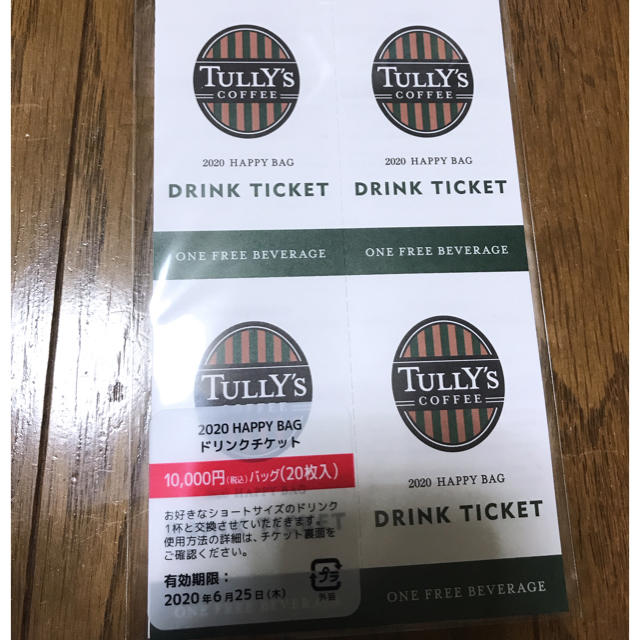 TULLY'S
COFFEE
2020 HAPPY BAG
DRINK TICKET
ONE FREE BEVERAGE
TULLY'S
COFFEE
2020 HAPPY BAG
DRINK TICKET
ONE FREE BEVERAGE
TULLY'S
2020 HAPPY BAG
ドリンクチケット
10,000円(税込)バッグ(20枚入)
HAPPY BAG
お好きなショートサイズのドリンク
1杯と交換させていただきます。
使用方法の詳細は、チケット裏面を
ご確認ください。
TICKET
有効期限:
2020年6月25日(木)
プラ
外装
ONE FREE BEVERAGE
TULLY'S
COFFEE
2020 HAPPY BAG
DRINK TICKET
ONE FREE BEVERAGE